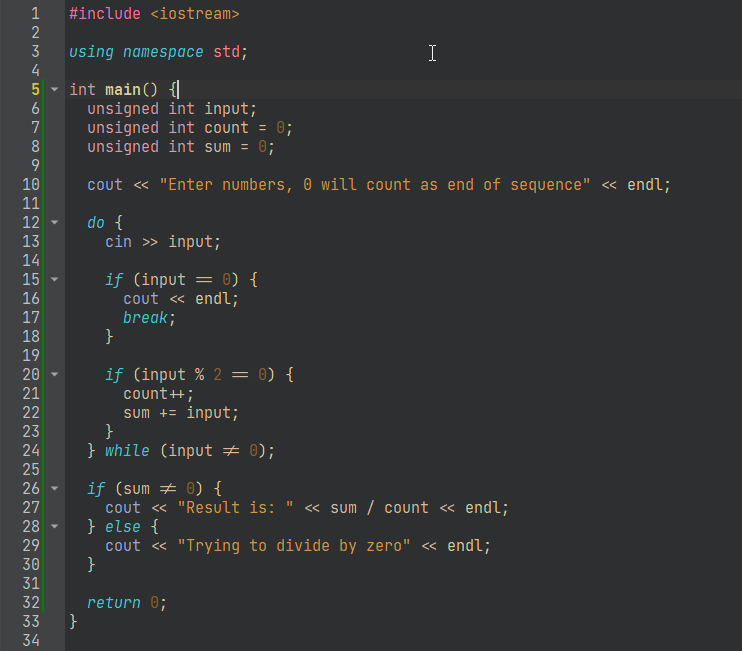 1 #include <iostream>
2
3 using namespace std;
4
5 int main() {
6   unsigned int input;
7   unsigned int count = 0;
8   unsigned int sum = 0;
9
10   cout << "Enter numbers, 0 will count as end of sequence" << endl;
11
12   do {
13     cin >> input;
14
15     if (input == 0) {
16       cout << endl;
17       break;
18     }
19
20     if (input % 2 == 0) {
21       count++;
22       sum += input;
23     }
24   } while (input != 0);
25
26   if (sum != 0) {
27     cout << "Result is: " << sum / count << endl;
28   } else {
29     cout << "Trying to divide by zero" << endl;
30   }
31
32   return 0;
33 }
34